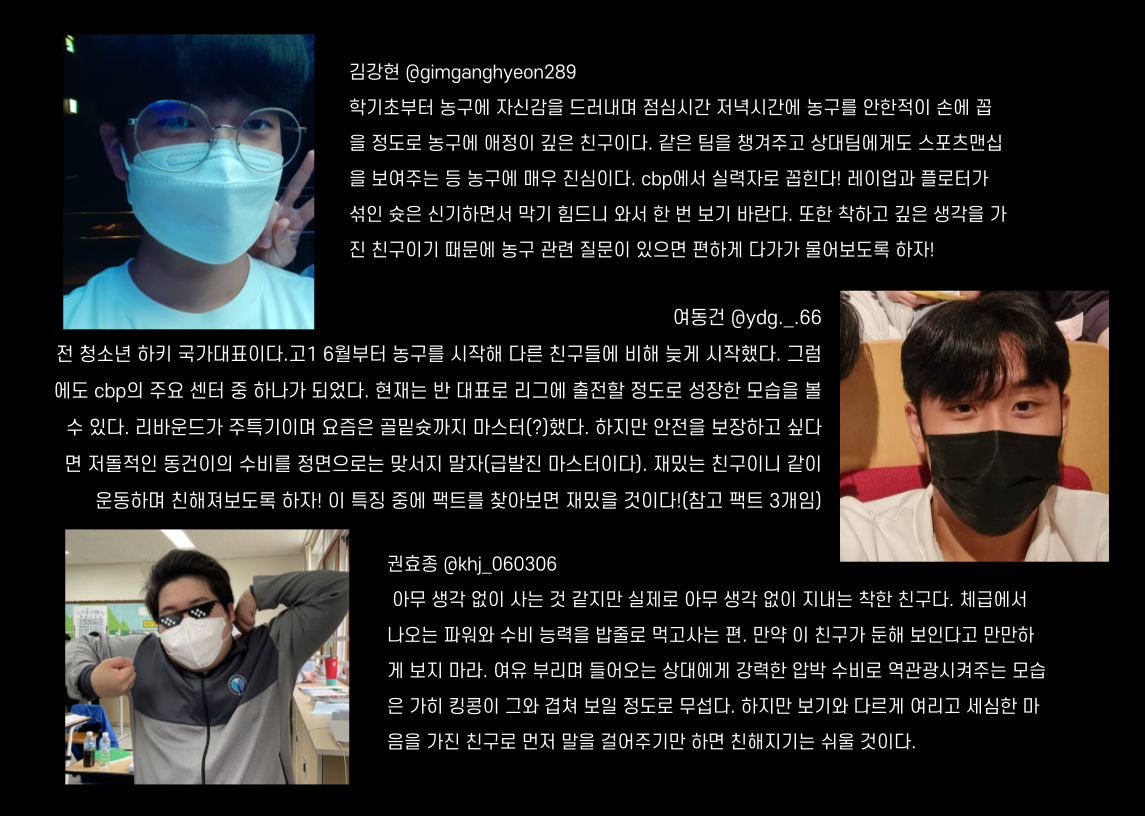 김강현 @gimganghyeon289
학기초부터 농구에 자신감을 드러내며 점심시간 저녁시간에 농구를 안한적이 손에 꼽
을 정도로 농구에 애정이 깊은 친구이다. 같은 팀을 챙겨주고 상대팀에게도 스포츠맨십
을 보여주는 등 농구에 매우 진심이다. cbp에서 실력자로 꼽힌다! 레이업과 플로터가
섞인 슛은 신기하면서 막기 힘드니 와서 한 번 보기 바란다. 또한 착하고 깊은 생각을 가
진 친구이기 때문에 농구 관련 질문이 있으면 편하게 다가가 물어보도록 하자!
여동건 @ydg._.66
전 청소년 하키 국가대표이다.고1 6월부터 농구를 시작해 다른 친구들에 비해 늦게 시작했다. 그럼
에도 cbp의 주요 센터 중 하나가 되었다. 현재는 반 대표로 리그에 출전할 정도로 성장한 모습을 볼
수 있다. 리바운드가 주특기이며 요즘은 골밑슛까지 마스터(?)했다. 하지만 안전을 보장하고 싶다
면 저돌적인 동건이의 수비를 정면으로는 맞서지 말자(급발진 마스터이다). 재밌는 친구이니 같이
운동하며 친해져보도록 하자! 이 특징 중에 팩트를 찾아보면 재밌을 것이다!(참고 팩트 3개임)
권효종 @khj_060306
아무 생각 없이 사는 것 같지만 실제로 아무 생각 없이 지내는 착한 친구다. 체급에서
나오는 파워와 수비 능력을 밥줄로 먹고사는 편. 만약 이 친구가 둔해 보인다고 만만하
게 보지 마라. 여유 부리며 들어오는 상대에게 강력한 압박 수비로 역관광시켜주는 모습
은 가히 킹콩이 그와 겹쳐 보일 정도로 무섭다. 하지만 보기와 다르게 여리고 세심한 마
음을 가진 친구로 먼저 말을 걸어주기만 하면 친해지기는 쉬울 것이다.